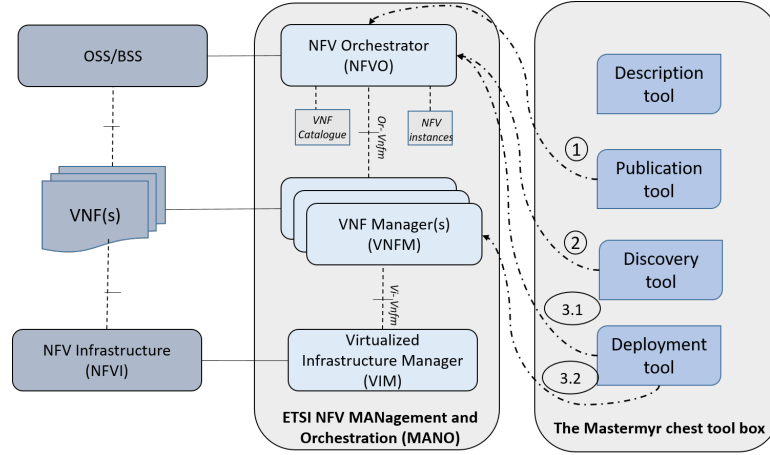 OSS/BSS
VNF(s)
NFV Infrastructure
(NFVI)
NFV Orchestrator
(NFVO)
VNF
Catalogue
Or-Vnfm
NFV
instances
VNF Manager(s)
(VNFM)
Vi-Vnfm
Virtualized
Infrastructure Manager
(VIM)
ETSI NFV MANagement and
Orchestration (MANO)
1
2
3.1
3.2
Description
tool
Publication
tool
Discovery
tool
Deployment
tool
The Mastermyr chest tool box